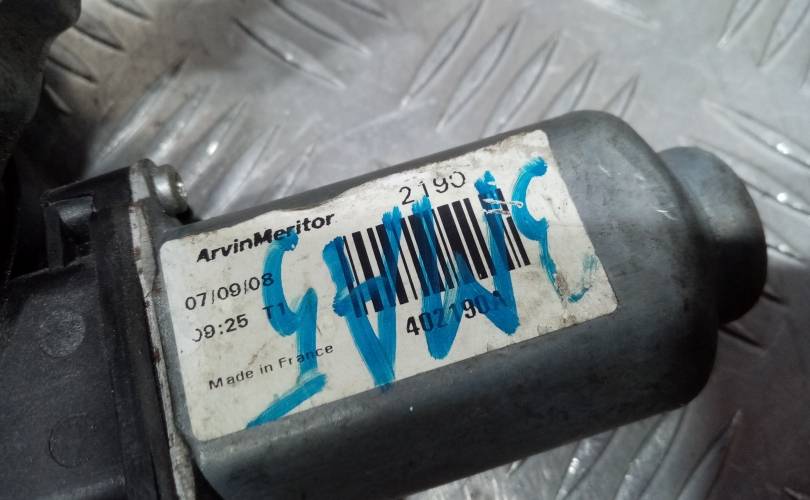 2190
ArvinMeritor
07/09/08
09:25 T1
402190A
Made in France